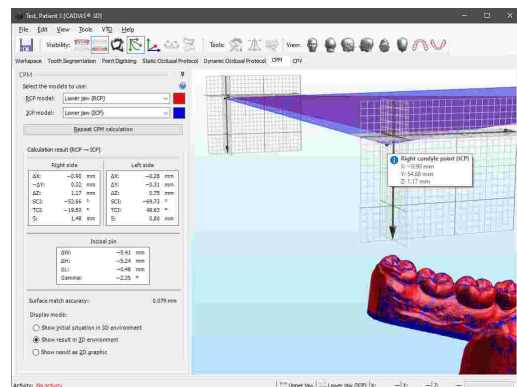 Test, Patient 3 [CADIAS® 3D]
File Edit View Tools VTO Help
Visibility: Tools: View:
Workspace Tooth Segmentation Point Digitizing Static Occlusal Protocol Dynamic Occlusal Protocol CPM CPV
CPM
Select the models to use:
RCP model: Lower jaw (RCP)
ICP model: Lower jaw (ICP)
Repeat CPM calculation
Calculation result (RCP → ICP)
Right side Left side
ΔX: -0.90 mm ΔX: -0.28 mm
-ΔY: 0.32 mm ΔY: -0.31 mm
ΔZ: 1.17 mm ΔZ: 0.75 mm
SCI: -52.66 ° SCI: -69.73 °
TCI: -19.50 ° TCI: 48.63 °
S: 1.48 mm S: 0.80 mm
Incisal pin
ΔW: -0.41 mm
ΔH: -5.24 mm
ΔL: -0.48 mm
Gamma: -2.35 °
Surface match accuracy: 0.079 mm
Display mode:
Show initial situation in 3D environment
Show result in 3D environment
Show result as 2D graphic
Right condyle point (ICP)
X: -0.90 mm
Y: 54.68 mm
Z: 1.17 mm
Activity: No activity
Upper jaw Lower jaw (ICP) X: — Y: — Z: —